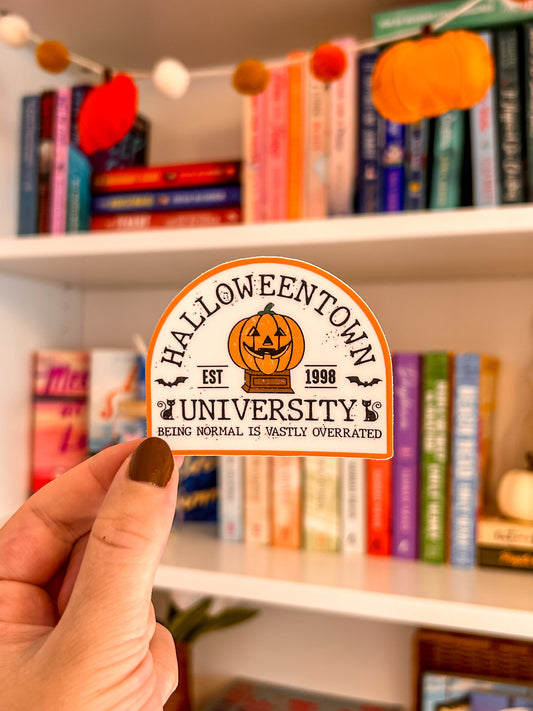 HALLOWEENTOWN
EST 1998
UNIVERSITY
BEING NORMAL IS VASTLY OVERRATED